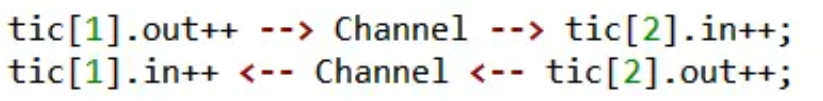 tic[1].out++ --> Channel --> tic[2].in++;
tic[1].in++ <-- Channel <-- tic[2].out++;